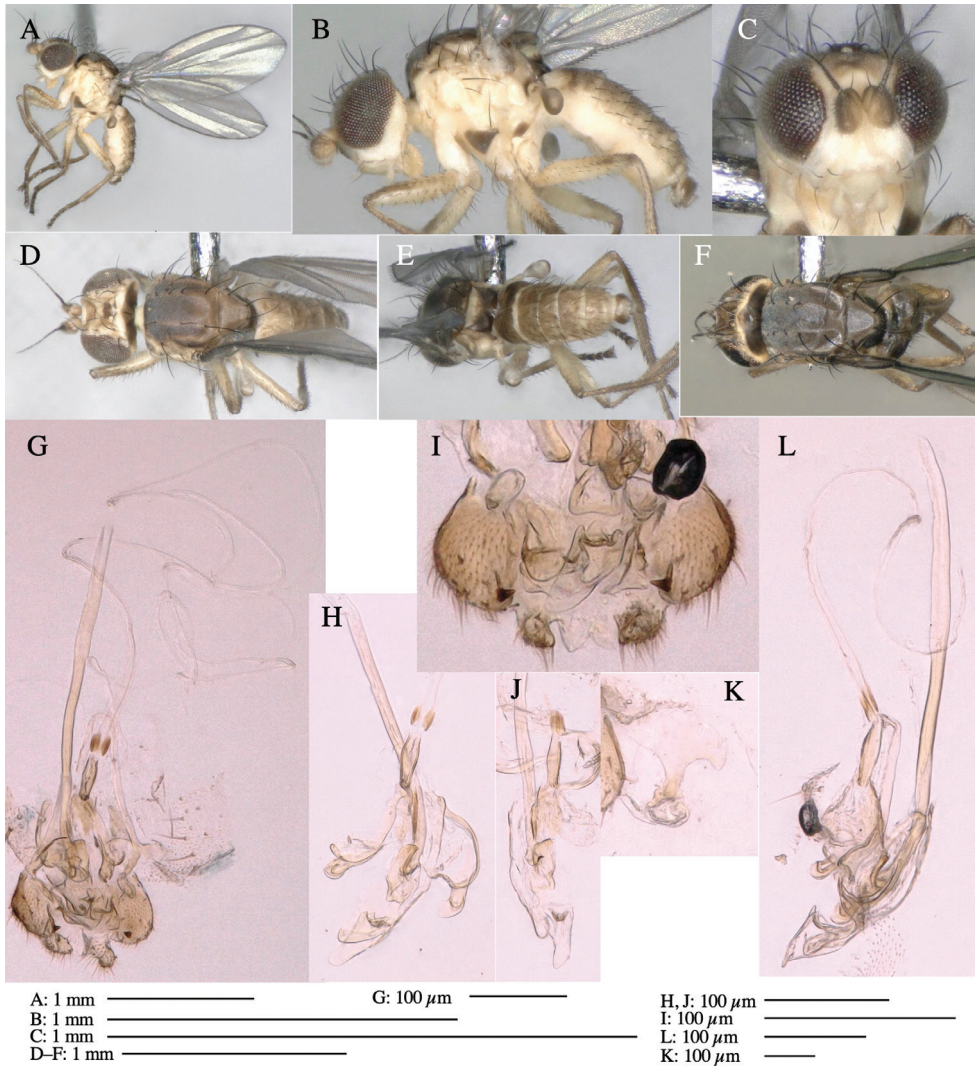 A
B
C
D
E
F
G
H
I
J
K
L
A: 1 mm
B: 1 mm
C: 1 mm
D–F: 1 mm
G: 100 µm
H, J: 100 µm
I: 100 µm
L: 100 µm
K: 100 µm